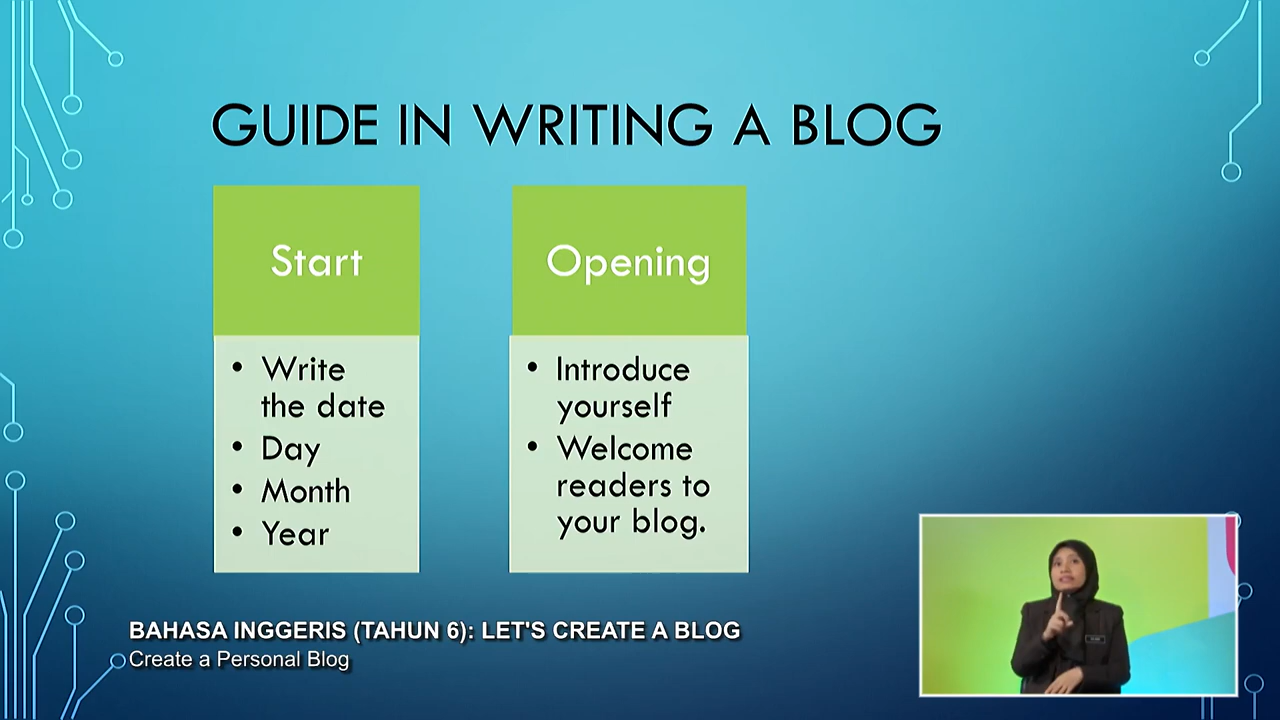 GUIDE IN WRITING A BLOG
Start
• Write
the date
• Day
• Month
• Year
Opening
• Introduce
yourself
• Welcome
readers to
your blog.
BAHASA INGGERIS (TAHUN 6): LET'S CREATE A BLOG
Create a Personal Blog